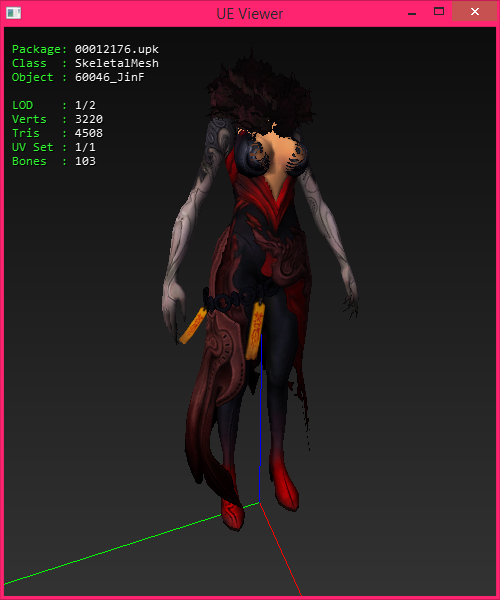 UE Viewer
Package: 00012176.upk
Class : SkeletalMesh
Object : 60046_JinF
LOD : 1/2
Verts : 3220
Tris : 4508
UV Set : 1/1
Bones : 103